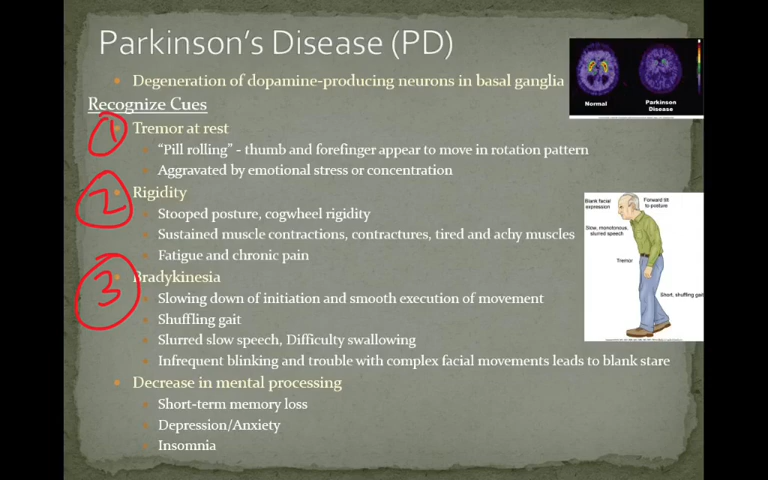 Parkinson's Disease (PD)
Degeneration of dopamine-producing neurons in basal ganglia
Normal
Parkinson Disease
Recognize Cues
1
Tremor at rest
"Pill rolling" - thumb and forefinger appear to move in rotation pattern
Aggravated by emotional stress or concentration
2
Rigidity
Stooped posture, cogwheel rigidity
Sustained muscle contractions, contractures, tired and achy muscles
Fatigue and chronic pain
3
Bradykinesia
Slowing down of initiation and smooth execution of movement
Shuffling gait
Slurred slow speech, Difficulty swallowing
Infrequent blinking and trouble with complex facial movements leads to blank stare
Decrease in mental processing
Short-term memory loss
Depression/Anxiety
Insomnia
Blank facial
expression
Forward tilt
to posture
Slow, monotonous,
slurred speech
Tremor
Short, shuffling gait